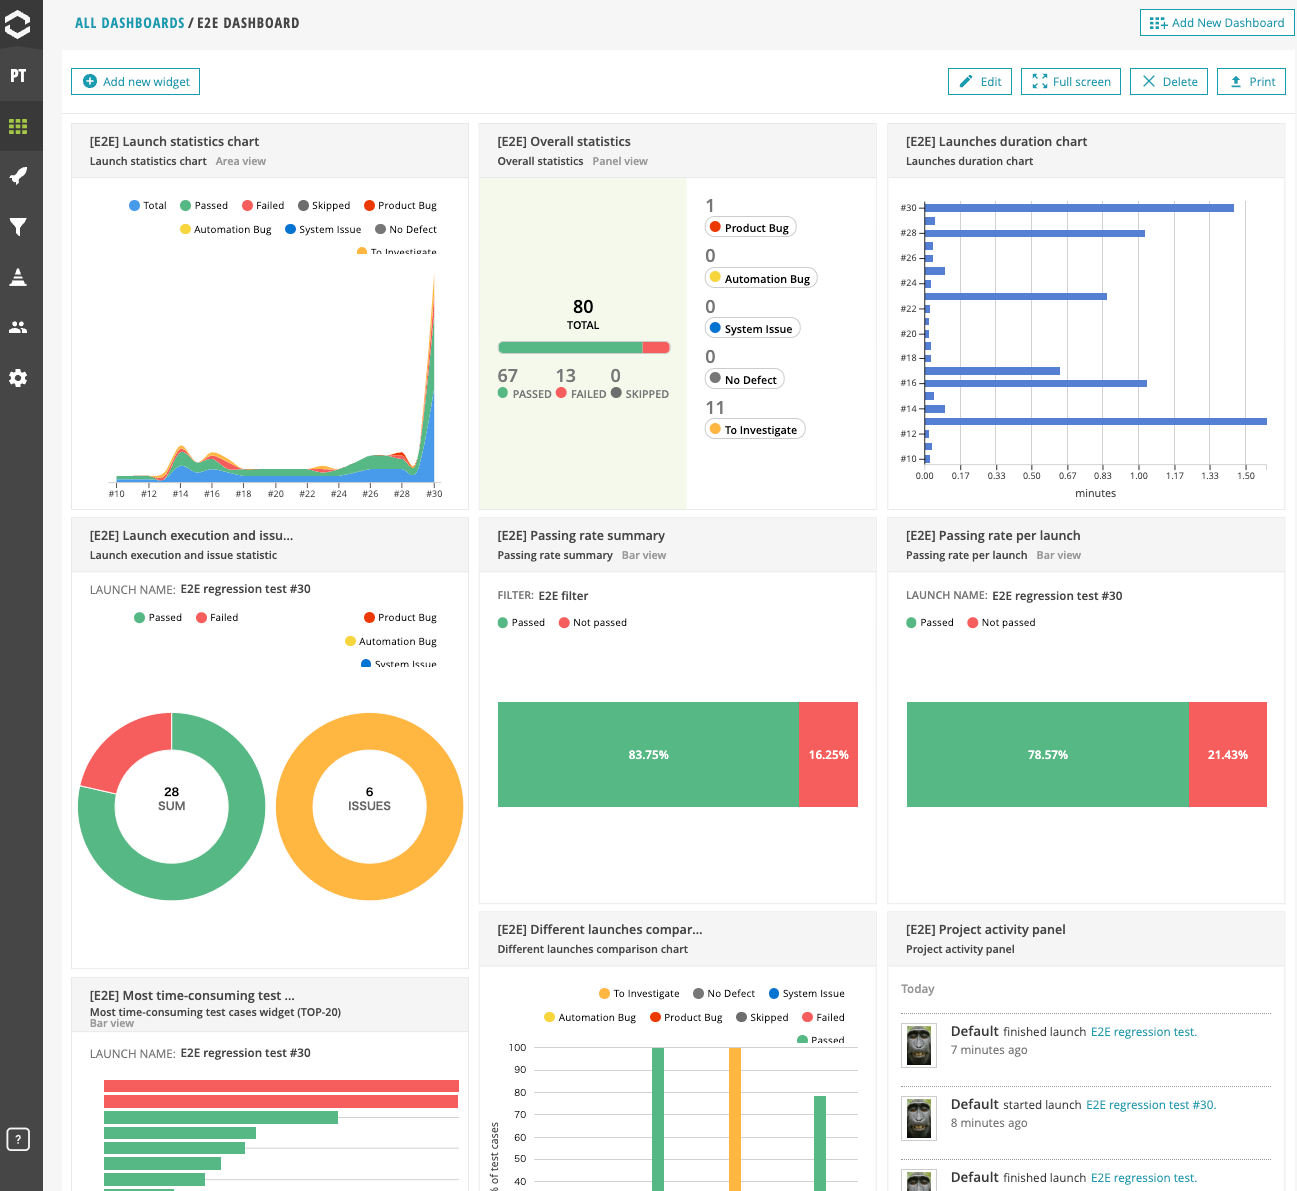 ALL DASHBOARDS / E2E DASHBOARD
Add New Dashboard
PT
Add new widget
Edit
Full screen
Delete
Print
[E2E] Launch statistics chart
Launch statistics chart Area view
Total Passed Failed Skipped Product Bug
Automation Bug System Issue No Defect
To Investigate
#10 #12 #14 #16 #18 #20 #22 #24 #26 #28 #30
[E2E] Overall statistics
Overall statistics Panel view
80
TOTAL
67 13 0
PASSED FAILED SKIPPED
1
Product Bug
0
Automation Bug
0
System Issue
0
No Defect
11
To Investigate
[E2E] Launches duration chart
Launches duration chart
#30
#28
#26
#24
#22
#20
#18
#16
#14
#12
#10
0.00 0.17 0.33 0.50 0.67 0.83 1.00 1.17 1.33 1.50
minutes
[E2E] Launch execution and issu...
Launch execution and issue statistic
LAUNCH NAME: E2E regression test #30
Passed Failed
Product Bug
Automation Bug
System Issue
28
SUM
6
ISSUES
[E2E] Passing rate summary
Passing rate summary Bar view
FILTER: E2E filter
Passed Not passed
83.75% 16.25%
[E2E] Passing rate per launch
Passing rate per launch Bar view
LAUNCH NAME: E2E regression test #30
Passed Not passed
78.57% 21.43%
[E2E] Most time-consuming test ...
Most time-consuming test cases widget (TOP-20)
Bar view
LAUNCH NAME: E2E regression test #30
[E2E] Different launches compar...
Different launches comparison chart
To Investigate No Defect System Issue
Automation Bug Product Bug Skipped Failed
Passed
100
90
80
70
60
50
40
% of test cases
[E2E] Project activity panel
Project activity panel
Today
Default finished launch E2E regression test.
7 minutes ago
Default started launch E2E regression test #30.
8 minutes ago
Default finished launch E2E regression test.
?